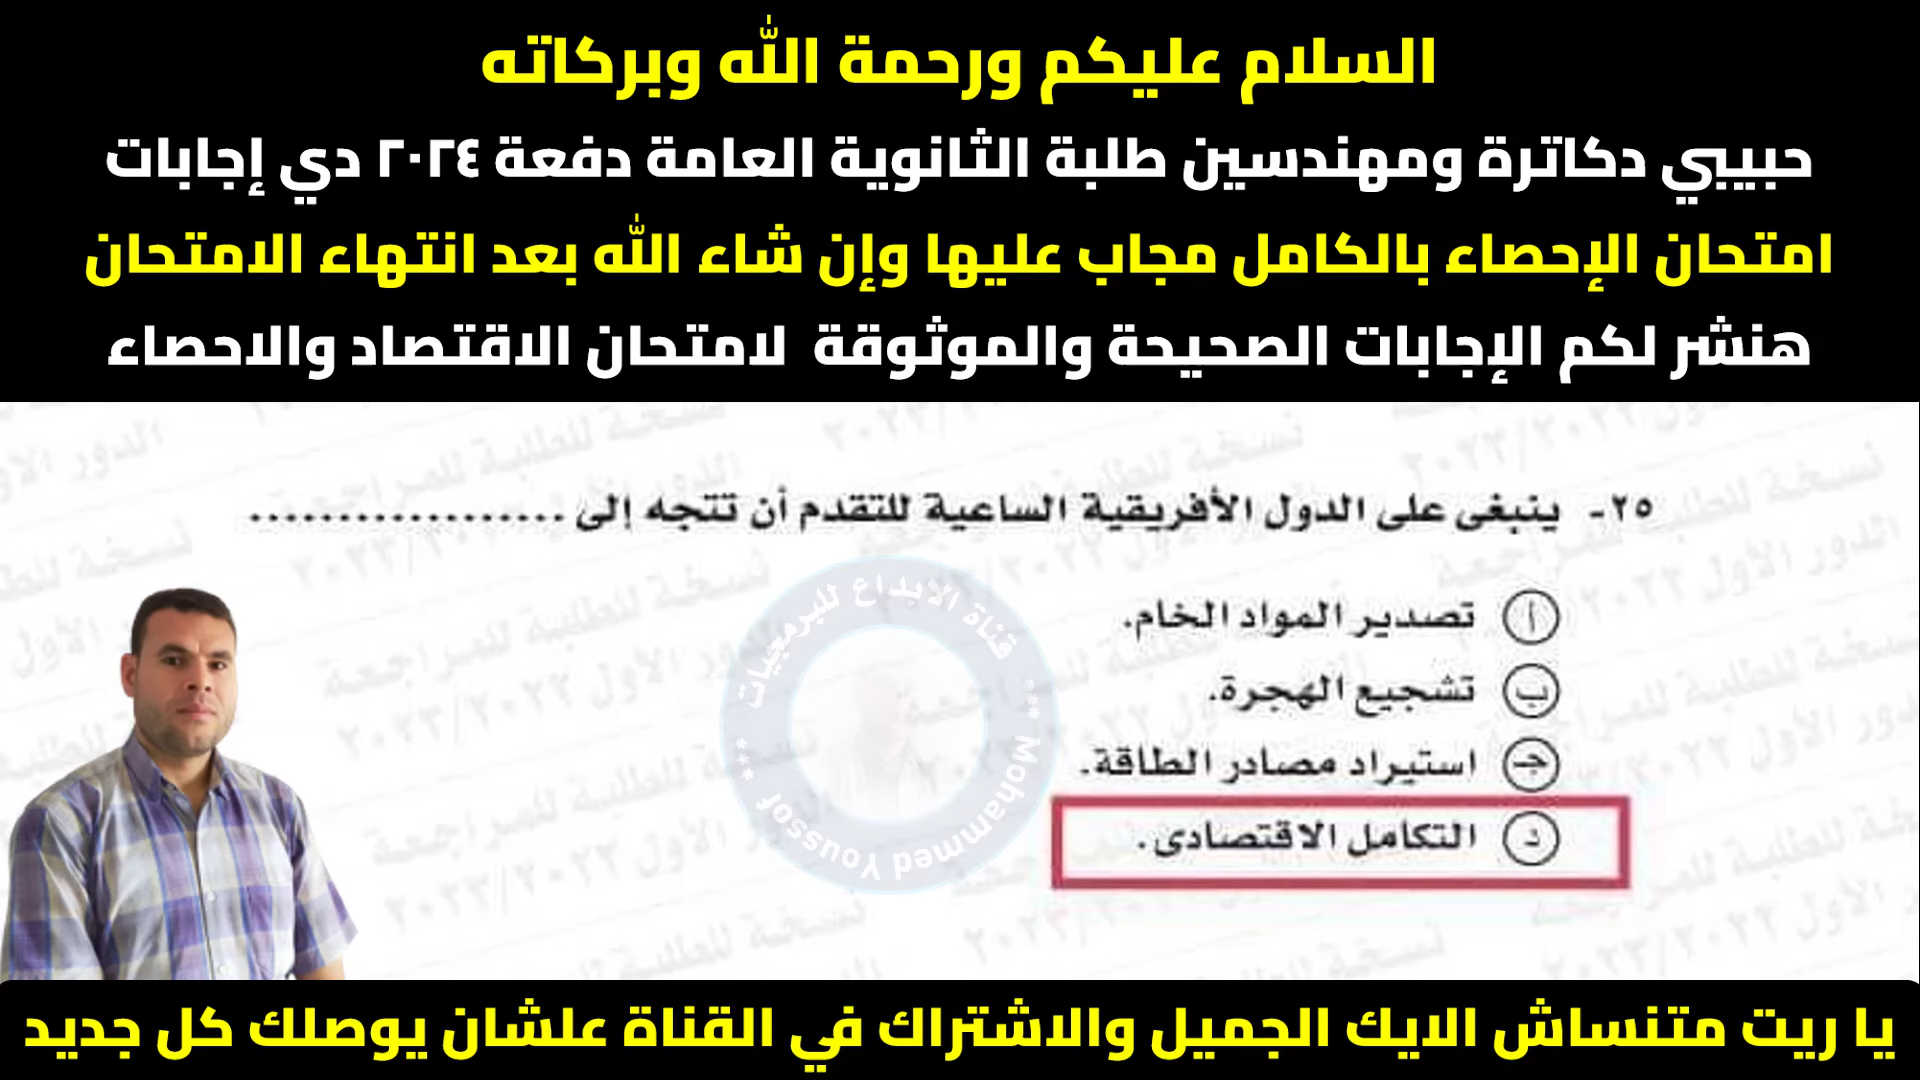 السلام عليكم ورحمة الله وبركاته
حبيبي دكاترة ومهندسين طلبة الثانوية العامة دفعة ٢٠٢٤ دي إجابات
امتحان الإحصاء بالكامل مجاب عليها وإن شاء الله بعد انتهاء الامتحان
هنشر لكم الإجابات الصحيحة والموثوقة لامتحان الاقتصاد والاحصاء
٢٥- ينبغى على الدول الأفريقية الساعية للتقدم أن تتجه إلى ..................
أ تصدير المواد الخام.
ب تشجيع الهجرة.
ج استيراد مصادر الطاقة.
د التكامل الاقتصادى.
قناة الابداع للبرمجيات *** Mohammed Youssof ***
يا ريت متنساش الايك الجميل والاشتراك في القناة علشان يوصلك كل جديد